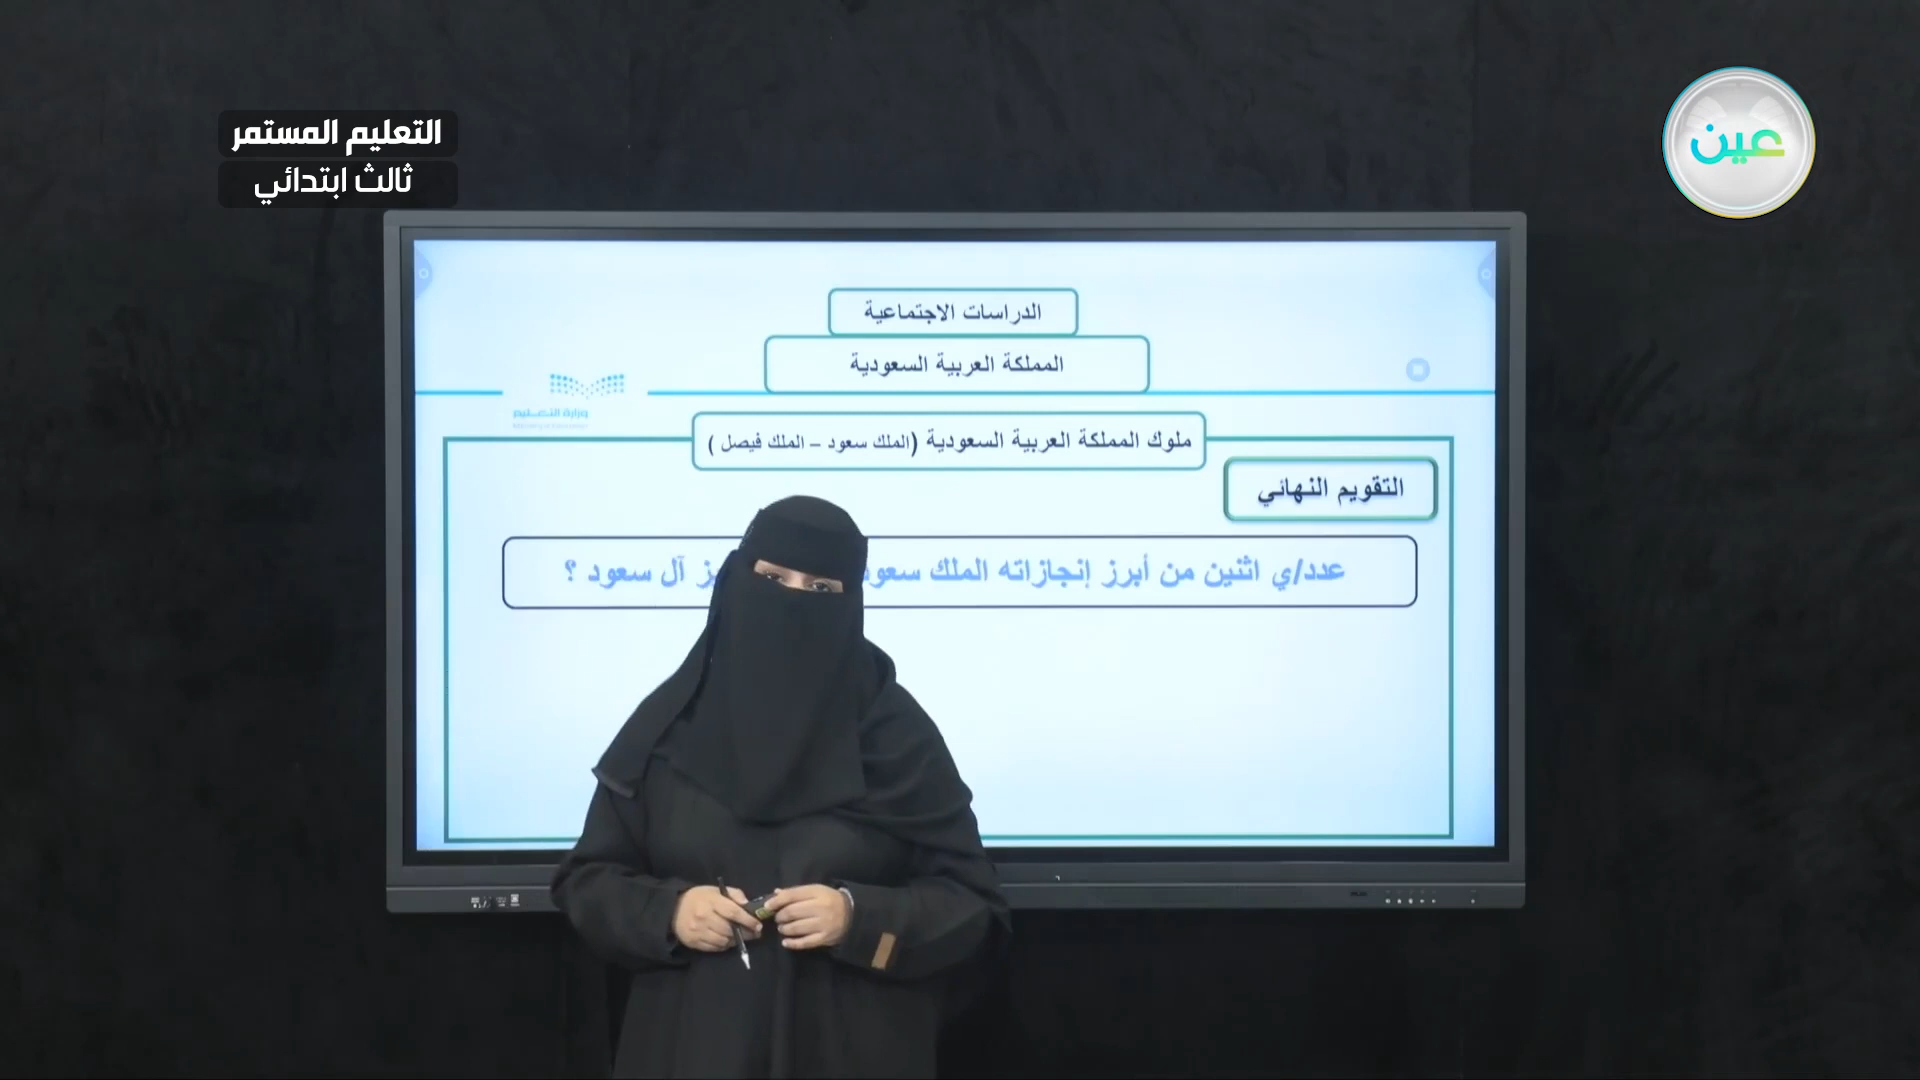 التعليم المستمر
ثالث ابتدائي
عين
الدراسات الاجتماعية
المملكة العربية السعودية
وزارة التعليم
ملوك المملكة العربية السعودية (الملك سعود – الملك فيصل )
التقويم النهائي
عدد/ي اثنين من أبرز إنجازاته الملك سعود آل سعود ؟